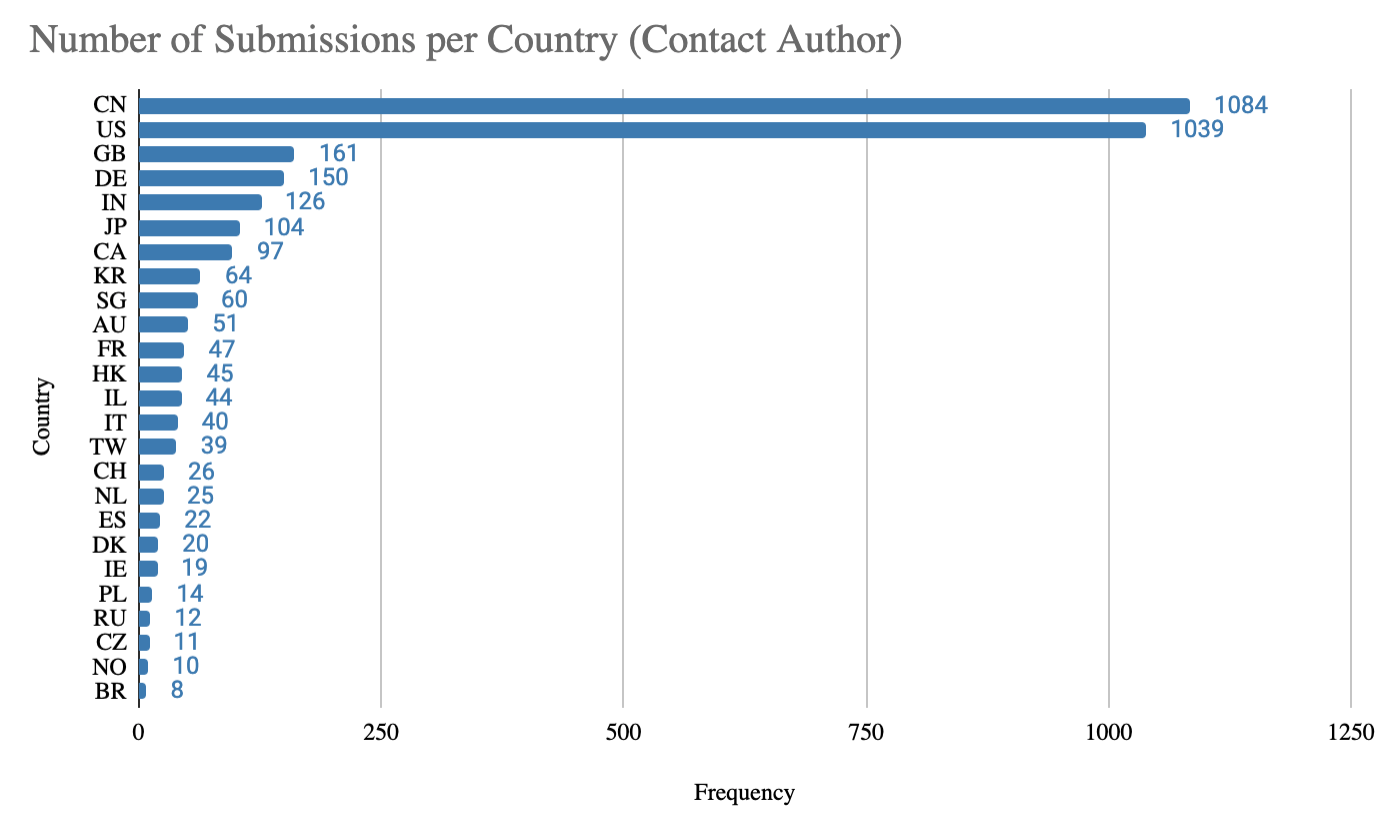 Number of Submissions per Country (Contact Author)
Country
CN 1084
US 1039
GB 161
DE 150
IN 126
JP 104
CA 97
KR 64
SG 60
AU 51
FR 47
HK 45
IL 44
IT 40
TW 39
CH 26
NL 25
ES 22
DK 20
IE 19
PL 14
RU 12
CZ 11
NO 10
BR 8
0 250 500 750 1000 1250
Frequency